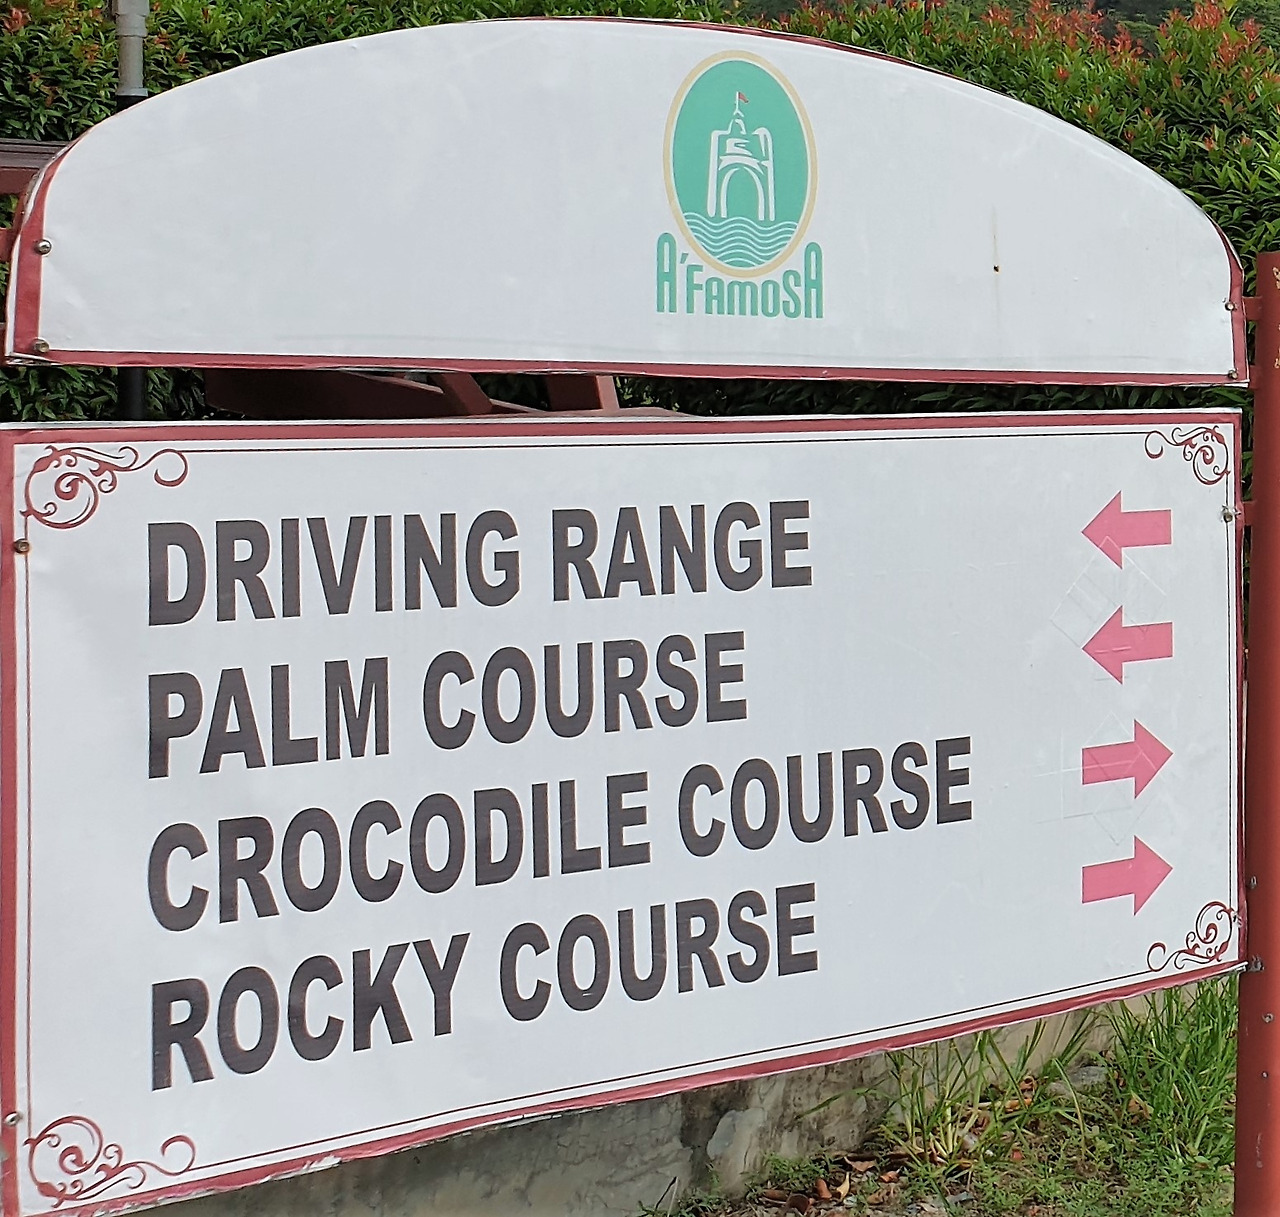 A'FAMOSA
DRIVING RANGE
PALM COURSE
CROCODILE COURSE
ROCKY COURSE